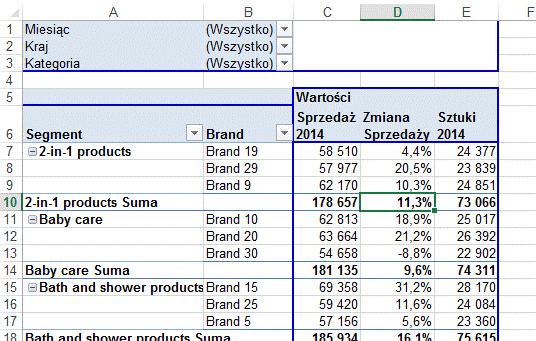 A B C D E F
1 Miesiąc (Wszystko)
2 Kraj (Wszystko)
3 Kategoria (Wszystko)
4
5 Wartości
Sprzedaż Zmiana Sztuki
6 Segment Brand 2014 Sprzedaży 2014
7 2-in-1 products Brand 19 58 510 4,4% 24 377
8 Brand 29 57 977 20,5% 23 839
9 Brand 9 62 170 10,3% 24 851
10 2-in-1 products Suma 178 657 11,3% 73 066
11 Baby care Brand 10 62 813 18,9% 25 017
12 Brand 20 63 664 21,2% 26 392
13 Brand 30 54 658 -8,8% 22 902
14 Baby care Suma 181 135 9,6% 74 311
15 Bath and shower products Brand 15 69 358 31,2% 28 170
16 Brand 25 59 420 11,6% 24 084
17 Brand 5 57 156 5,6% 23 360
18 Bath and shower products Suma 185 934 16,1% 75 615